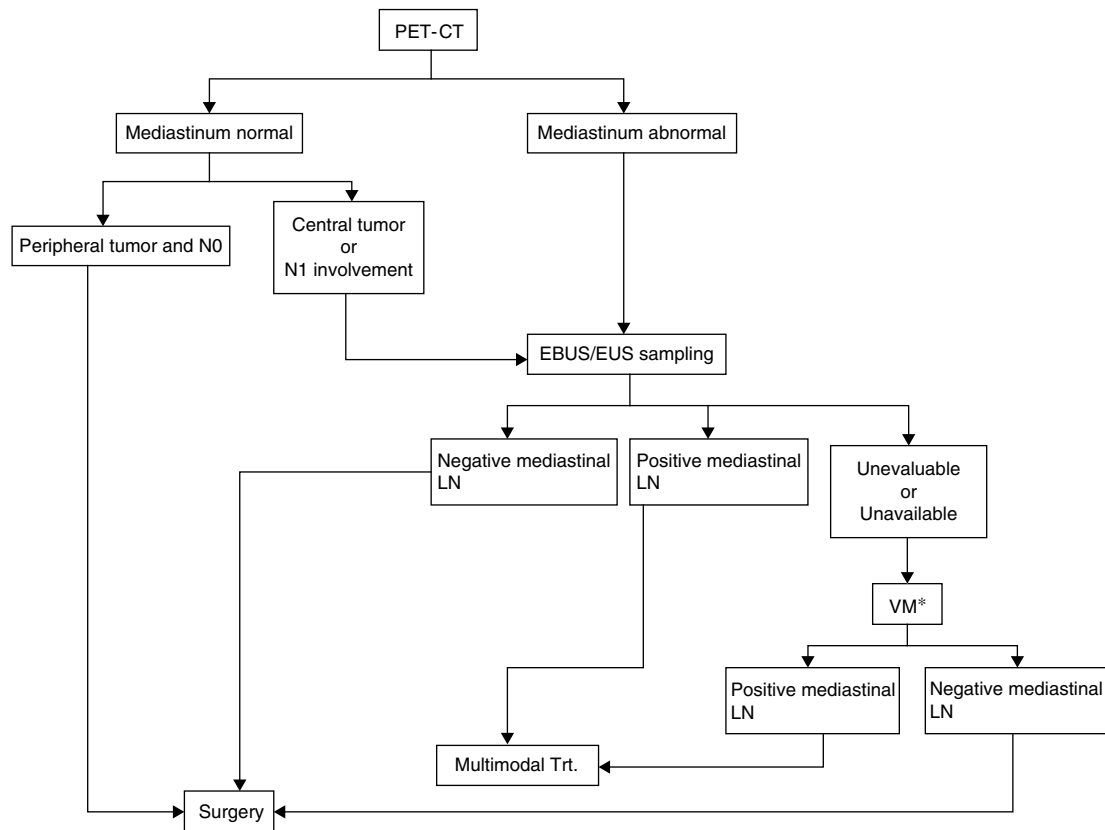 PET-CT
Mediastinum normal
Mediastinum abnormal
Peripheral tumor and N0
Central tumor
or
N1 involvement
EBUS/EUS sampling
Negative mediastinal
LN
Positive mediastinal
LN
Unevaluable
or
Unavailable
VM*
Positive mediastinal
LN
Negative mediastinal
LN
Multimodal Trt.
Surgery